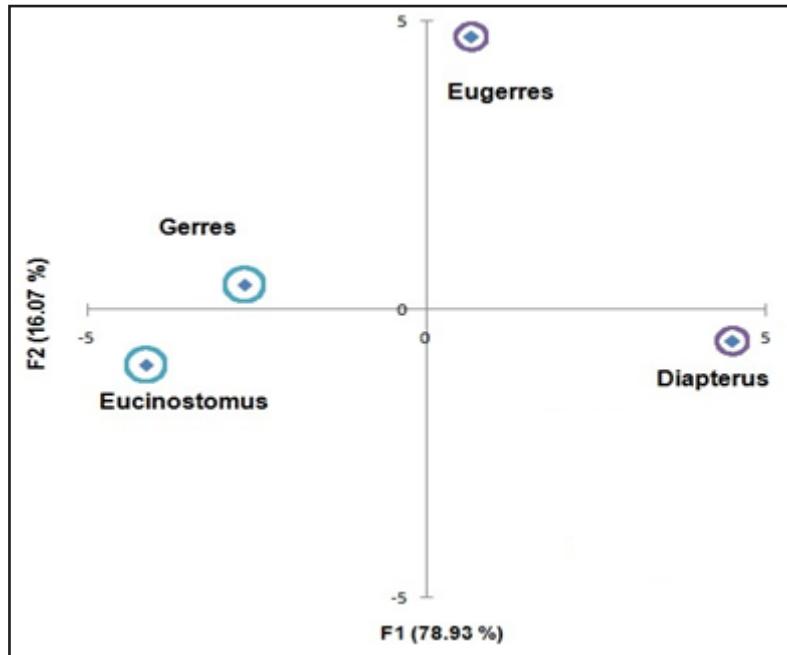 5
Eugerres
Gerres
F2 (16.07 %)
0
-5
0
5
Eucinostomus
Diapterus
-5
F1 (78.93 %)